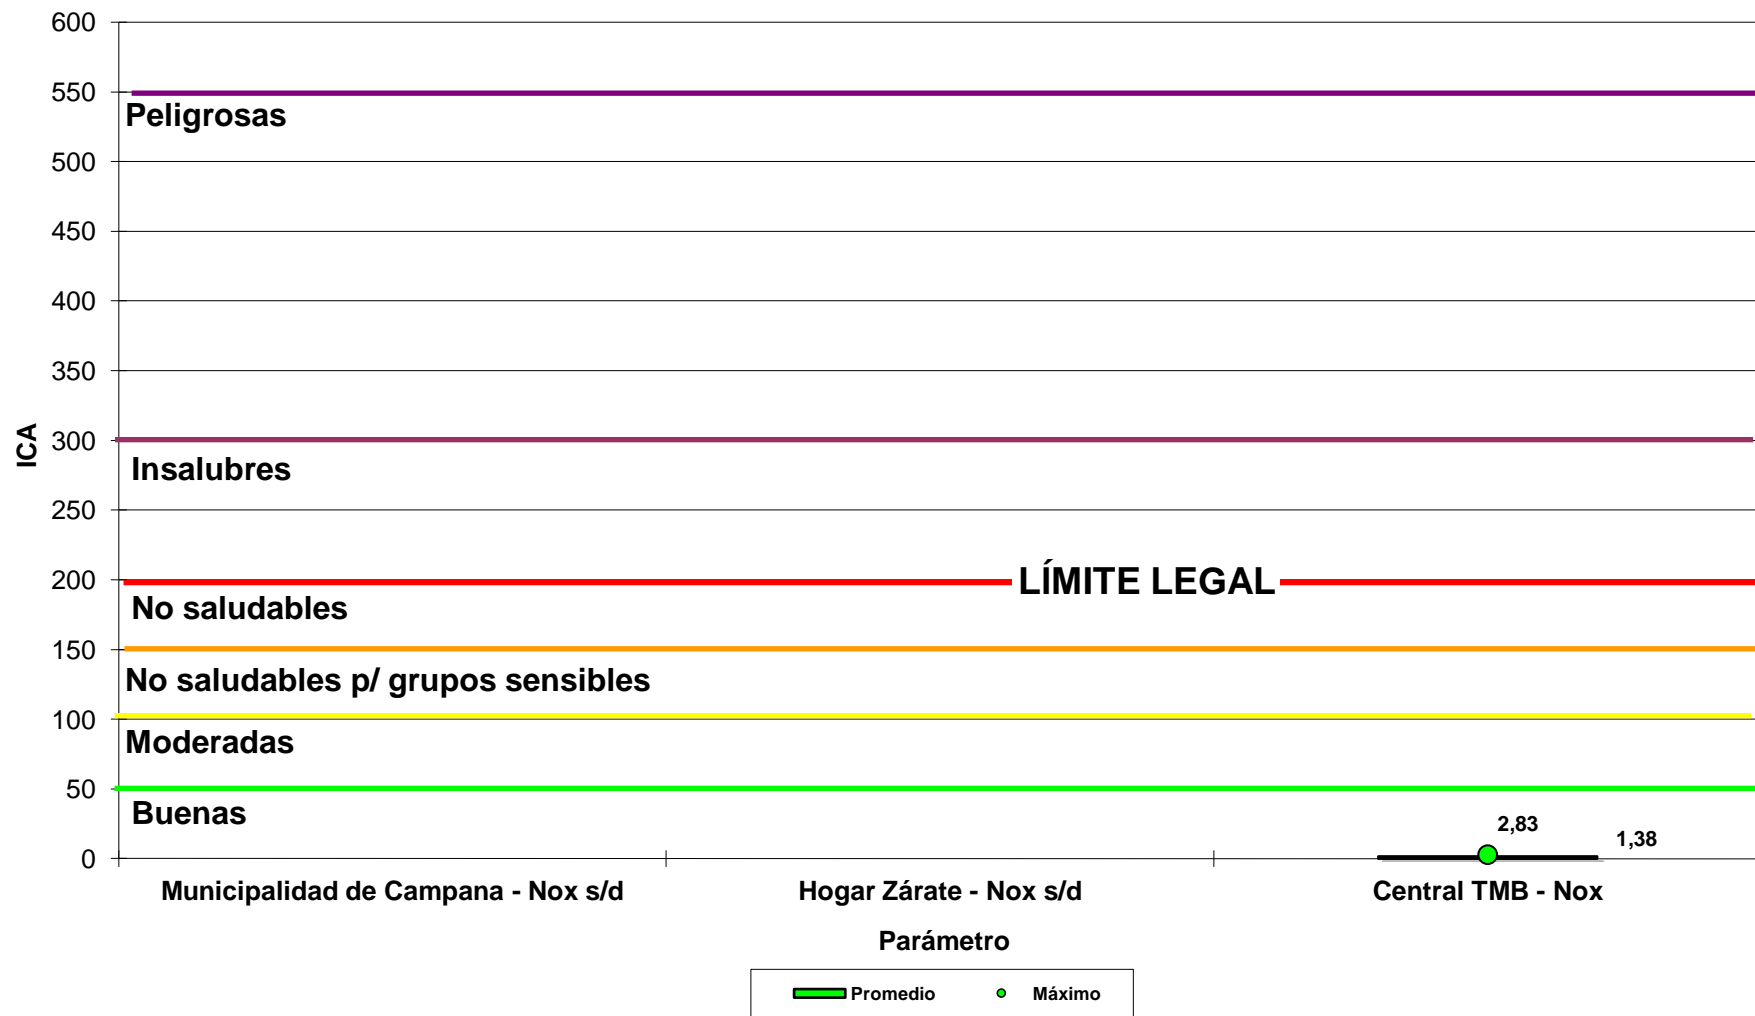 600
550
Peligrosas
500
450
400
350
ICA
300
Insalubres
250
200
LÍMITE LEGAL
No saludables
150
No saludables p/ grupos sensibles
100
Moderadas
50
Buenas
2,83
1,38
0
Municipalidad de Campana - Nox s/d
Hogar Zárate - Nox s/d
Central TMB - Nox
Parámetro
Promedio
Máximo